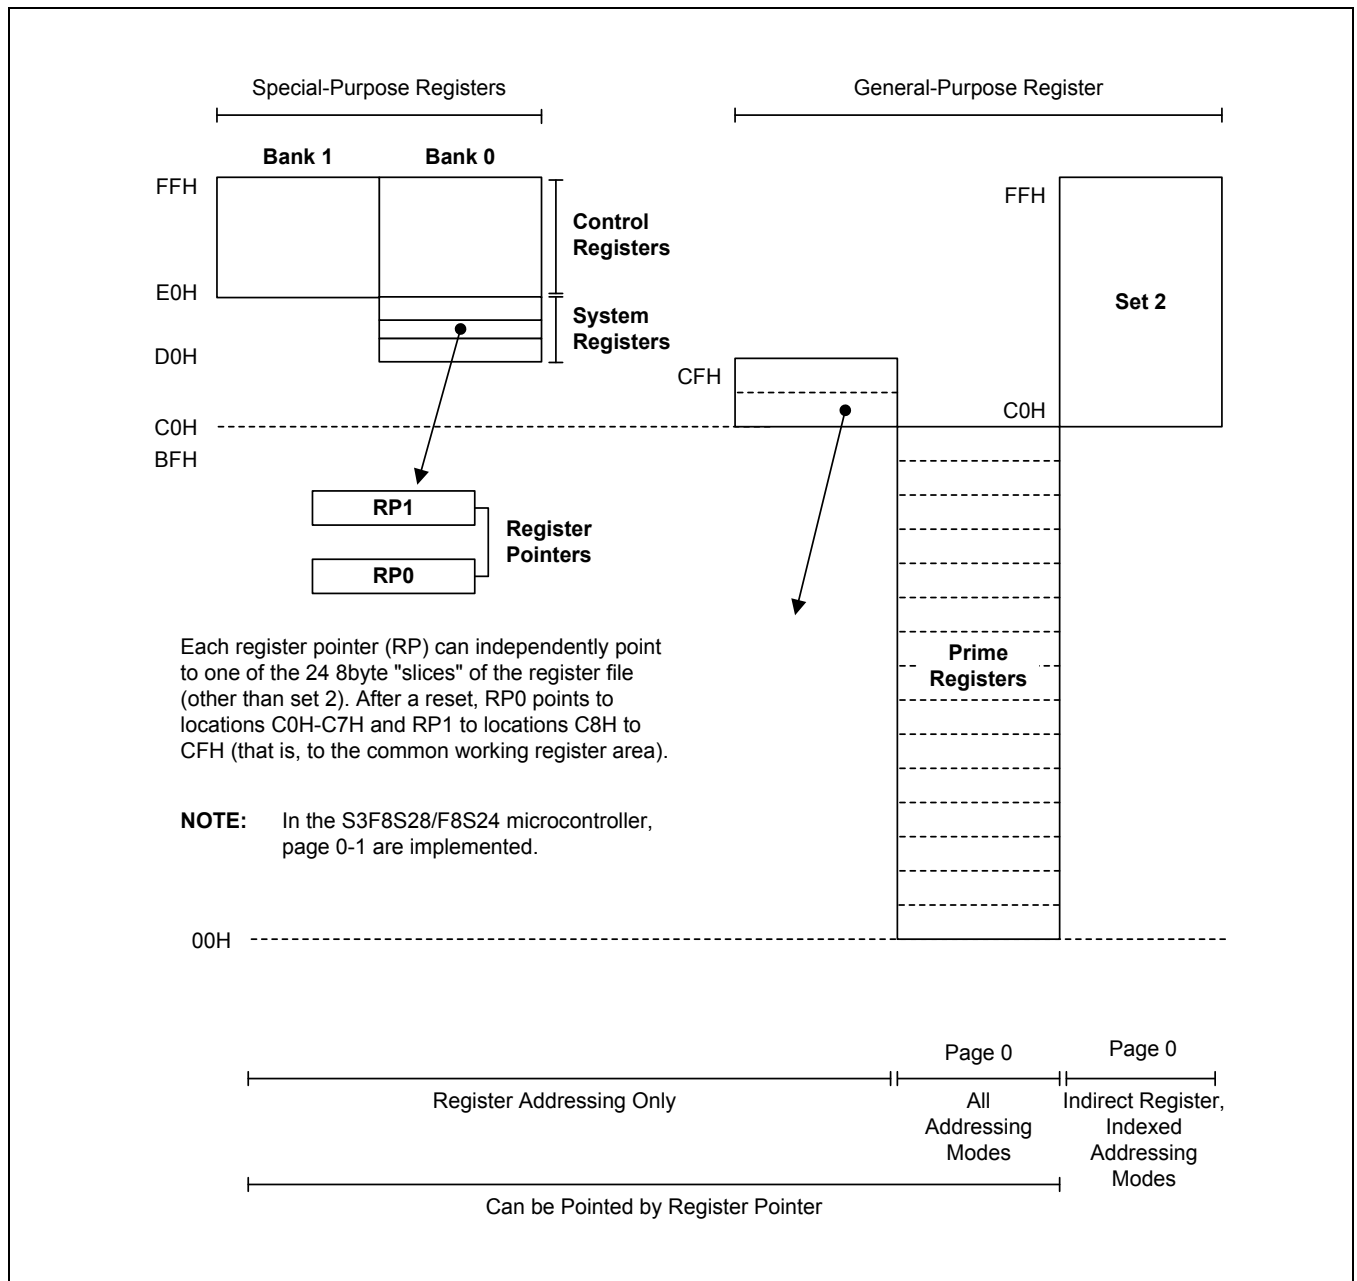 Special-Purpose Registers
General-Purpose Register
Bank 1
Bank 0
FFH
FFH
Control
Registers
E0H
Set 2
System
Registers
D0H
CFH
C0H
C0H
BFH
RP1
Register
Pointers
RP0
Each register pointer (RP) can independently point
to one of the 24 8byte "slices" of the register file
(other than set 2). After a reset, RP0 points to
locations C0H-C7H and RP1 to locations C8H to
CFH (that is, to the common working register area).
Prime
Registers
NOTE: In the S3F8S28/F8S24 microcontroller,
page 0-1 are implemented.
00H
Page 0
Page 0
Register Addressing Only
All
Addressing
Modes
Indirect Register,
Indexed
Addressing
Modes
Can be Pointed by Register Pointer